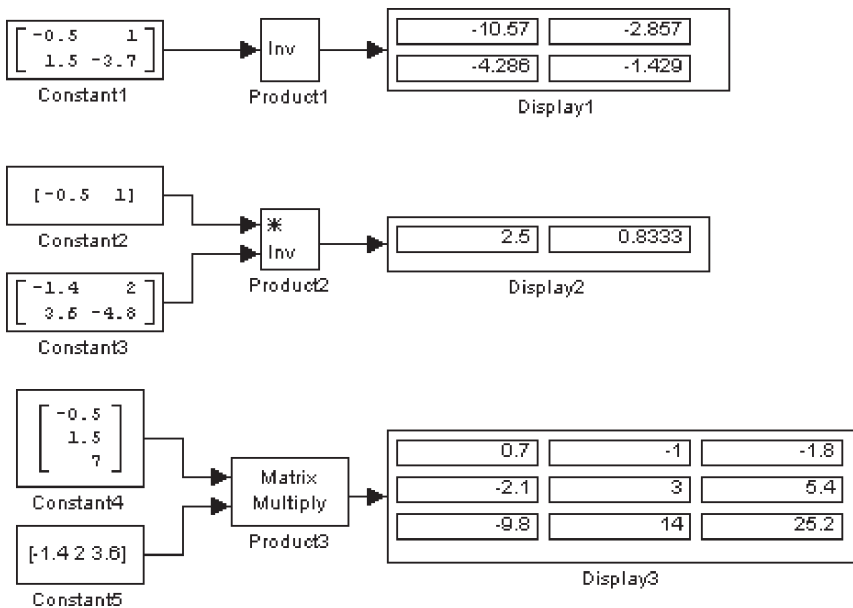 -0.5 1
1.5 -3.7
Constant1
Inv
Product1
-10.57 -2.857
-4.286 -1.429
Display1
[-0.5 1]
Constant2
-1.4 2
3.6 -4.8
Constant3
*
Inv
Product2
2.5 0.8333
Display2
-0.5
1.5
7
Constant4
[-1.4 2 3.6]
Constant5
Matrix
Multiply
Product3
0.7 -1 -1.8
-2.1 3 5.4
-9.8 14 25.2
Display3